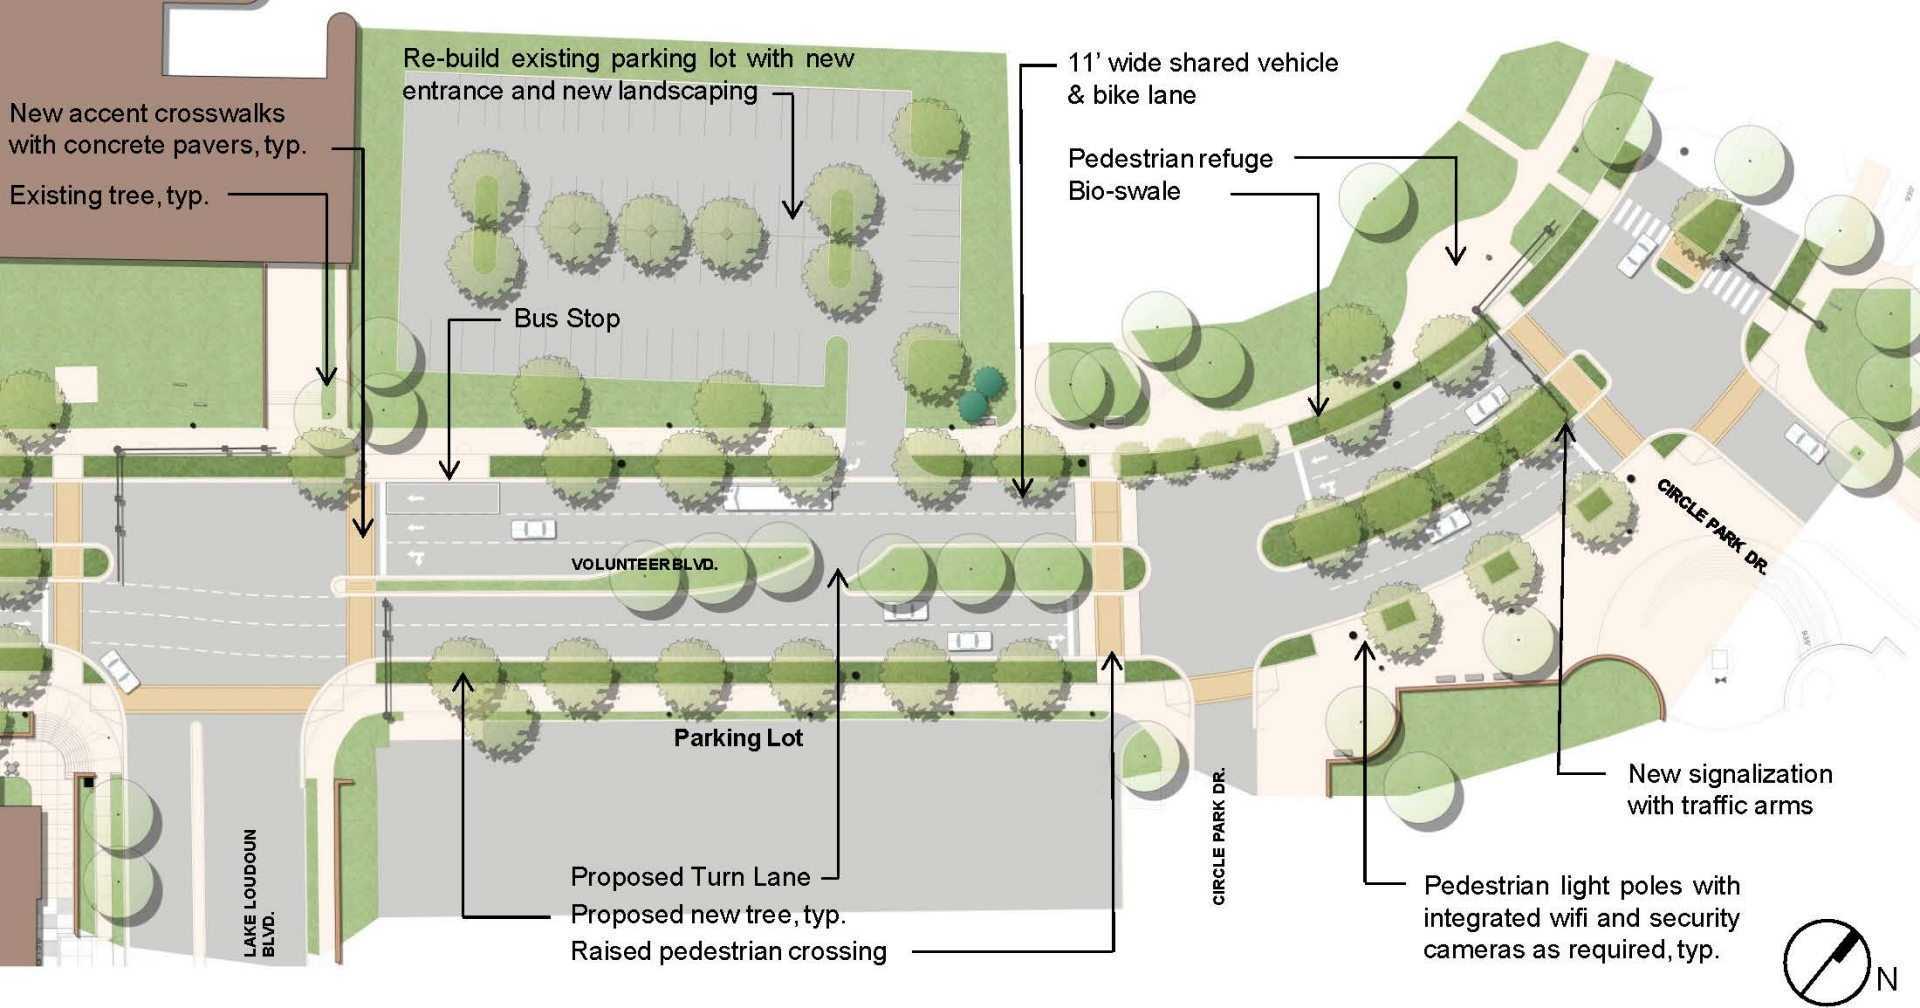 Re-build existing parking lot with new
entrance and new landscaping
11’ wide shared vehicle
& bike lane
New accent crosswalks
with concrete pavers, typ.
Existing tree, typ.
Pedestrian refuge
Bio-swale
Bus Stop
VOLUNTEER BLVD.
CIRCLE PARK DR.
Parking Lot
LAKE LOUDOUN
BLVD.
CIRCLE PARK DR.
New signalization
with traffic arms
Proposed Turn Lane
Proposed new tree, typ.
Raised pedestrian crossing
Pedestrian light poles with
integrated wifi and security
cameras as required, typ.
N